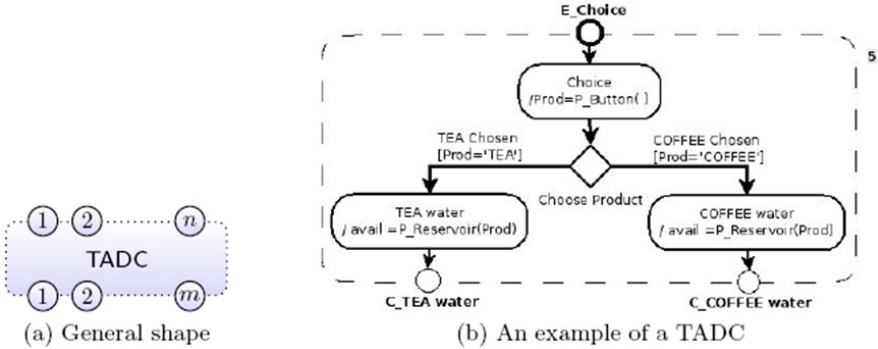 E_Choice
5
Choice
/Prod=P_Button( )
TEA Chosen
[Prod='TEA']
COFFEE Chosen
[Prod='COFFEE']
Choose Product
TEA water
/ avail =P_Reservoir(Prod)
COFFEE water
/ avail =P_Reservoir(Prod)
C_TEA water
C_COFFEE water
1 2 n
TADC
1 2 m
(a) General shape
(b) An example of a TADC